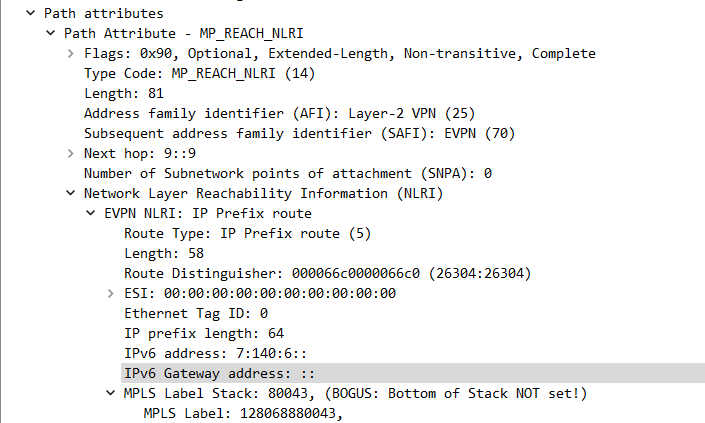 Path attributes
Path Attribute - MP_REACH_NLRI
Flags: 0x90, Optional, Extended-Length, Non-transitive, Complete
Type Code: MP_REACH_NLRI (14)
Length: 81
Address family identifier (AFI): Layer-2 VPN (25)
Subsequent address family identifier (SAFI): EVPN (70)
Next hop: 9::9
Number of Subnetwork points of attachment (SNPA): 0
Network Layer Reachability Information (NLRI)
EVPN NLRI: IP Prefix route
Route Type: IP Prefix route (5)
Length: 58
Route Distinguisher: 000066c0000066c0 (26304:26304)
ESI: 00:00:00:00:00:00:00:00:00:00
Ethernet Tag ID: 0
IP prefix length: 64
IPv6 address: 7:140:6::
IPv6 Gateway address: ::
MPLS Label Stack: 80043, (BOGUS: Bottom of Stack NOT set!)
MPLS Label: 128068880043,